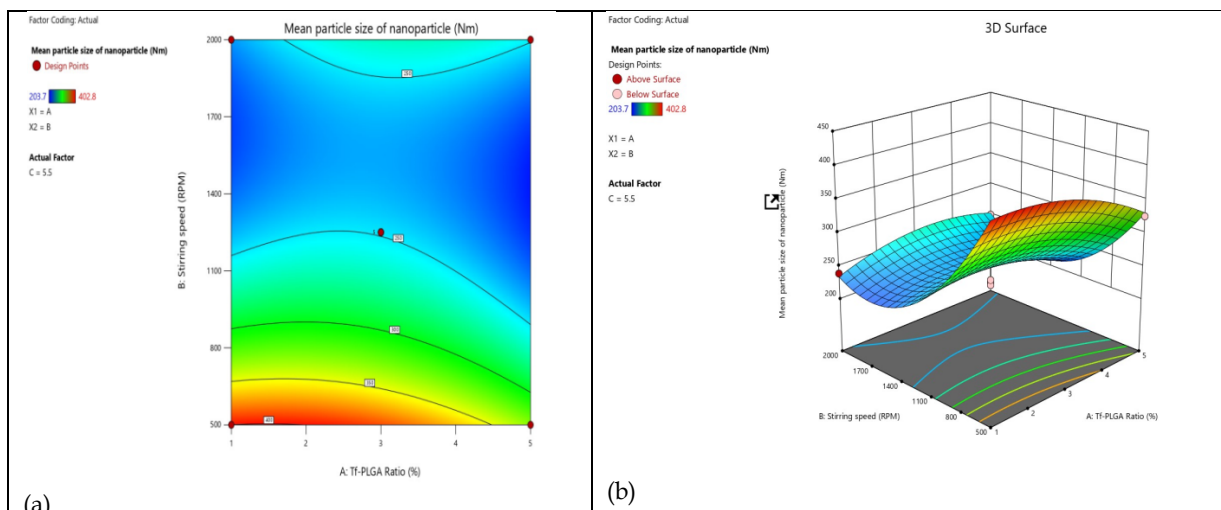 Factor Coding: Actual
Mean particle size of nanoparticle (Nm)
Mean particle size of nanoparticle (Nm)
Design Points
203.7 402.8
X1 = A
X2 = B
Actual Factor
C = 5.5
B: Stirring speed (RPM)
2000
1700
1400
1100
800
500
250
250
300
350
400
1 2 3 4 5
A: Tf-PLGA Ratio (%)
(a)
Factor Coding: Actual
3D Surface
Mean particle size of nanoparticle (Nm)
Design Points:
Above Surface
Below Surface
203.7 402.8
X1 = A
X2 = B
Actual Factor
C = 5.5
Mean particle size of nanoparticle (Nm)
450
400
350
300
250
200
2000
1700
1400
1100
800
500
B: Stirring speed (RPM)
1
2
3
4
5
A: Tf-PLGA Ratio (%)
(b)